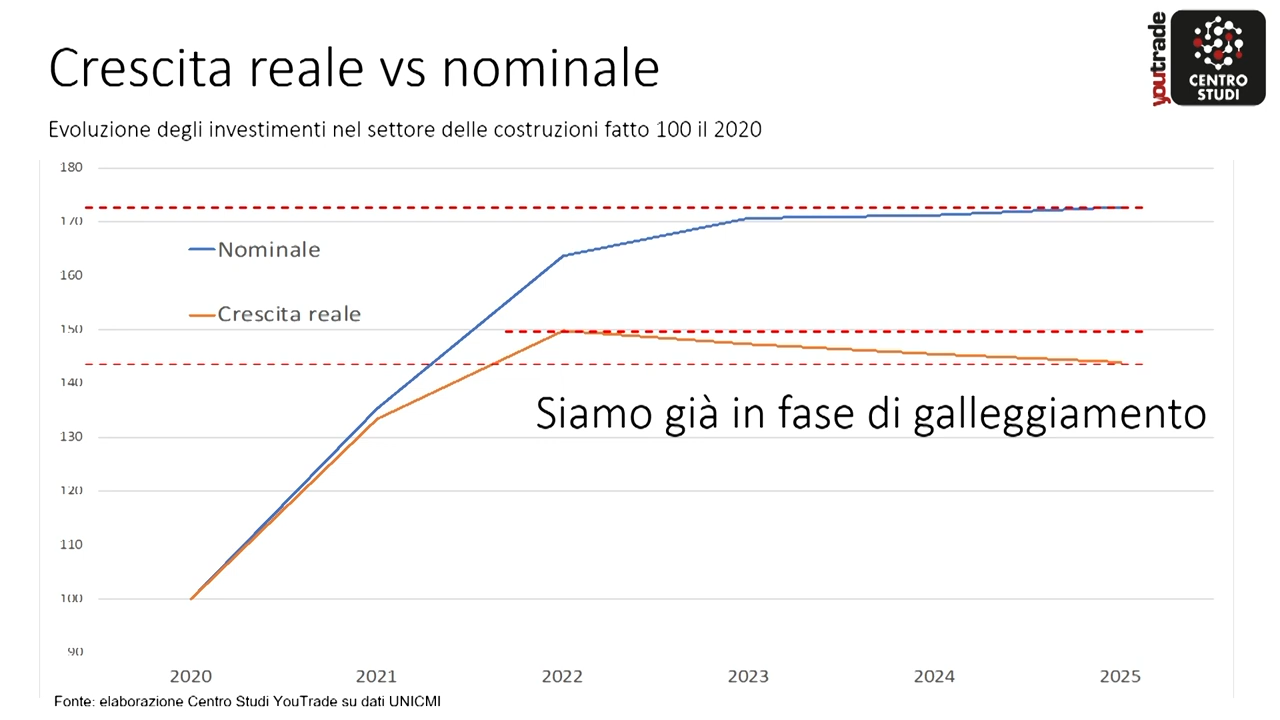 Crescita reale vs nominale
youtrade
CENTRO
STUDI
Evoluzione degli investimenti nel settore delle costruzioni fatto 100 il 2020
180
170
Nominale
160
Crescita reale
150
140
Siamo già in fase di galleggiamento
130
120
110
100
90
2020 2021 2022 2023 2024 2025
Fonte: elaborazione Centro Studi YouTrade su dati UNICMI